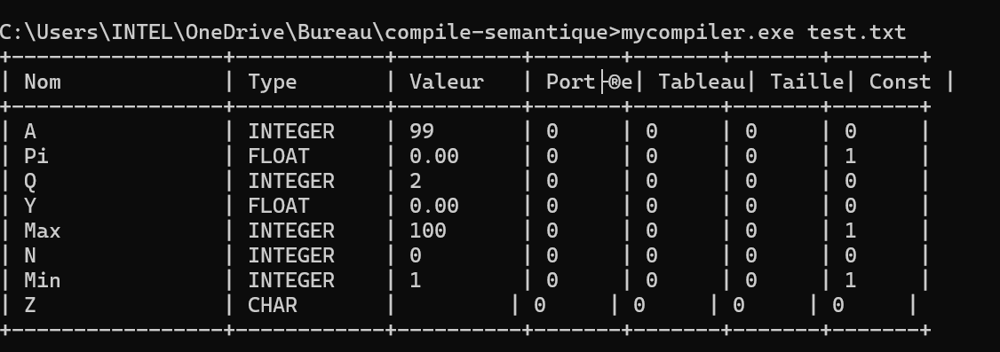 C:\Users\INTEL\OneDrive\Bureau\compile-semantique>mycompiler.exe test.txt
+-----------------+------------+----------+-------+-------+-------+-------+
| Nom             | Type       | Valeur   | Port├®e| Tableau| Taille| Const |
+-----------------+------------+----------+-------+-------+-------+-------+
| A               | INTEGER    | 99       | 0     | 0     | 0     | 0     |
| Pi              | FLOAT      | 0.00     | 0     | 0     | 0     | 1     |
| Q               | INTEGER    | 2        | 0     | 0     | 0     | 0     |
| Y               | FLOAT      | 0.00     | 0     | 0     | 0     | 0     |
| Max             | INTEGER    | 100      | 0     | 0     | 0     | 1     |
| N               | INTEGER    | 0        | 0     | 0     | 0     | 0     |
| Min             | INTEGER    | 1        | 0     | 0     | 0     | 1     |
| Z               | CHAR       |         | 0     | 0     | 0     | 0     |
+-----------------+------------+----------+-------+-------+-------+-------+